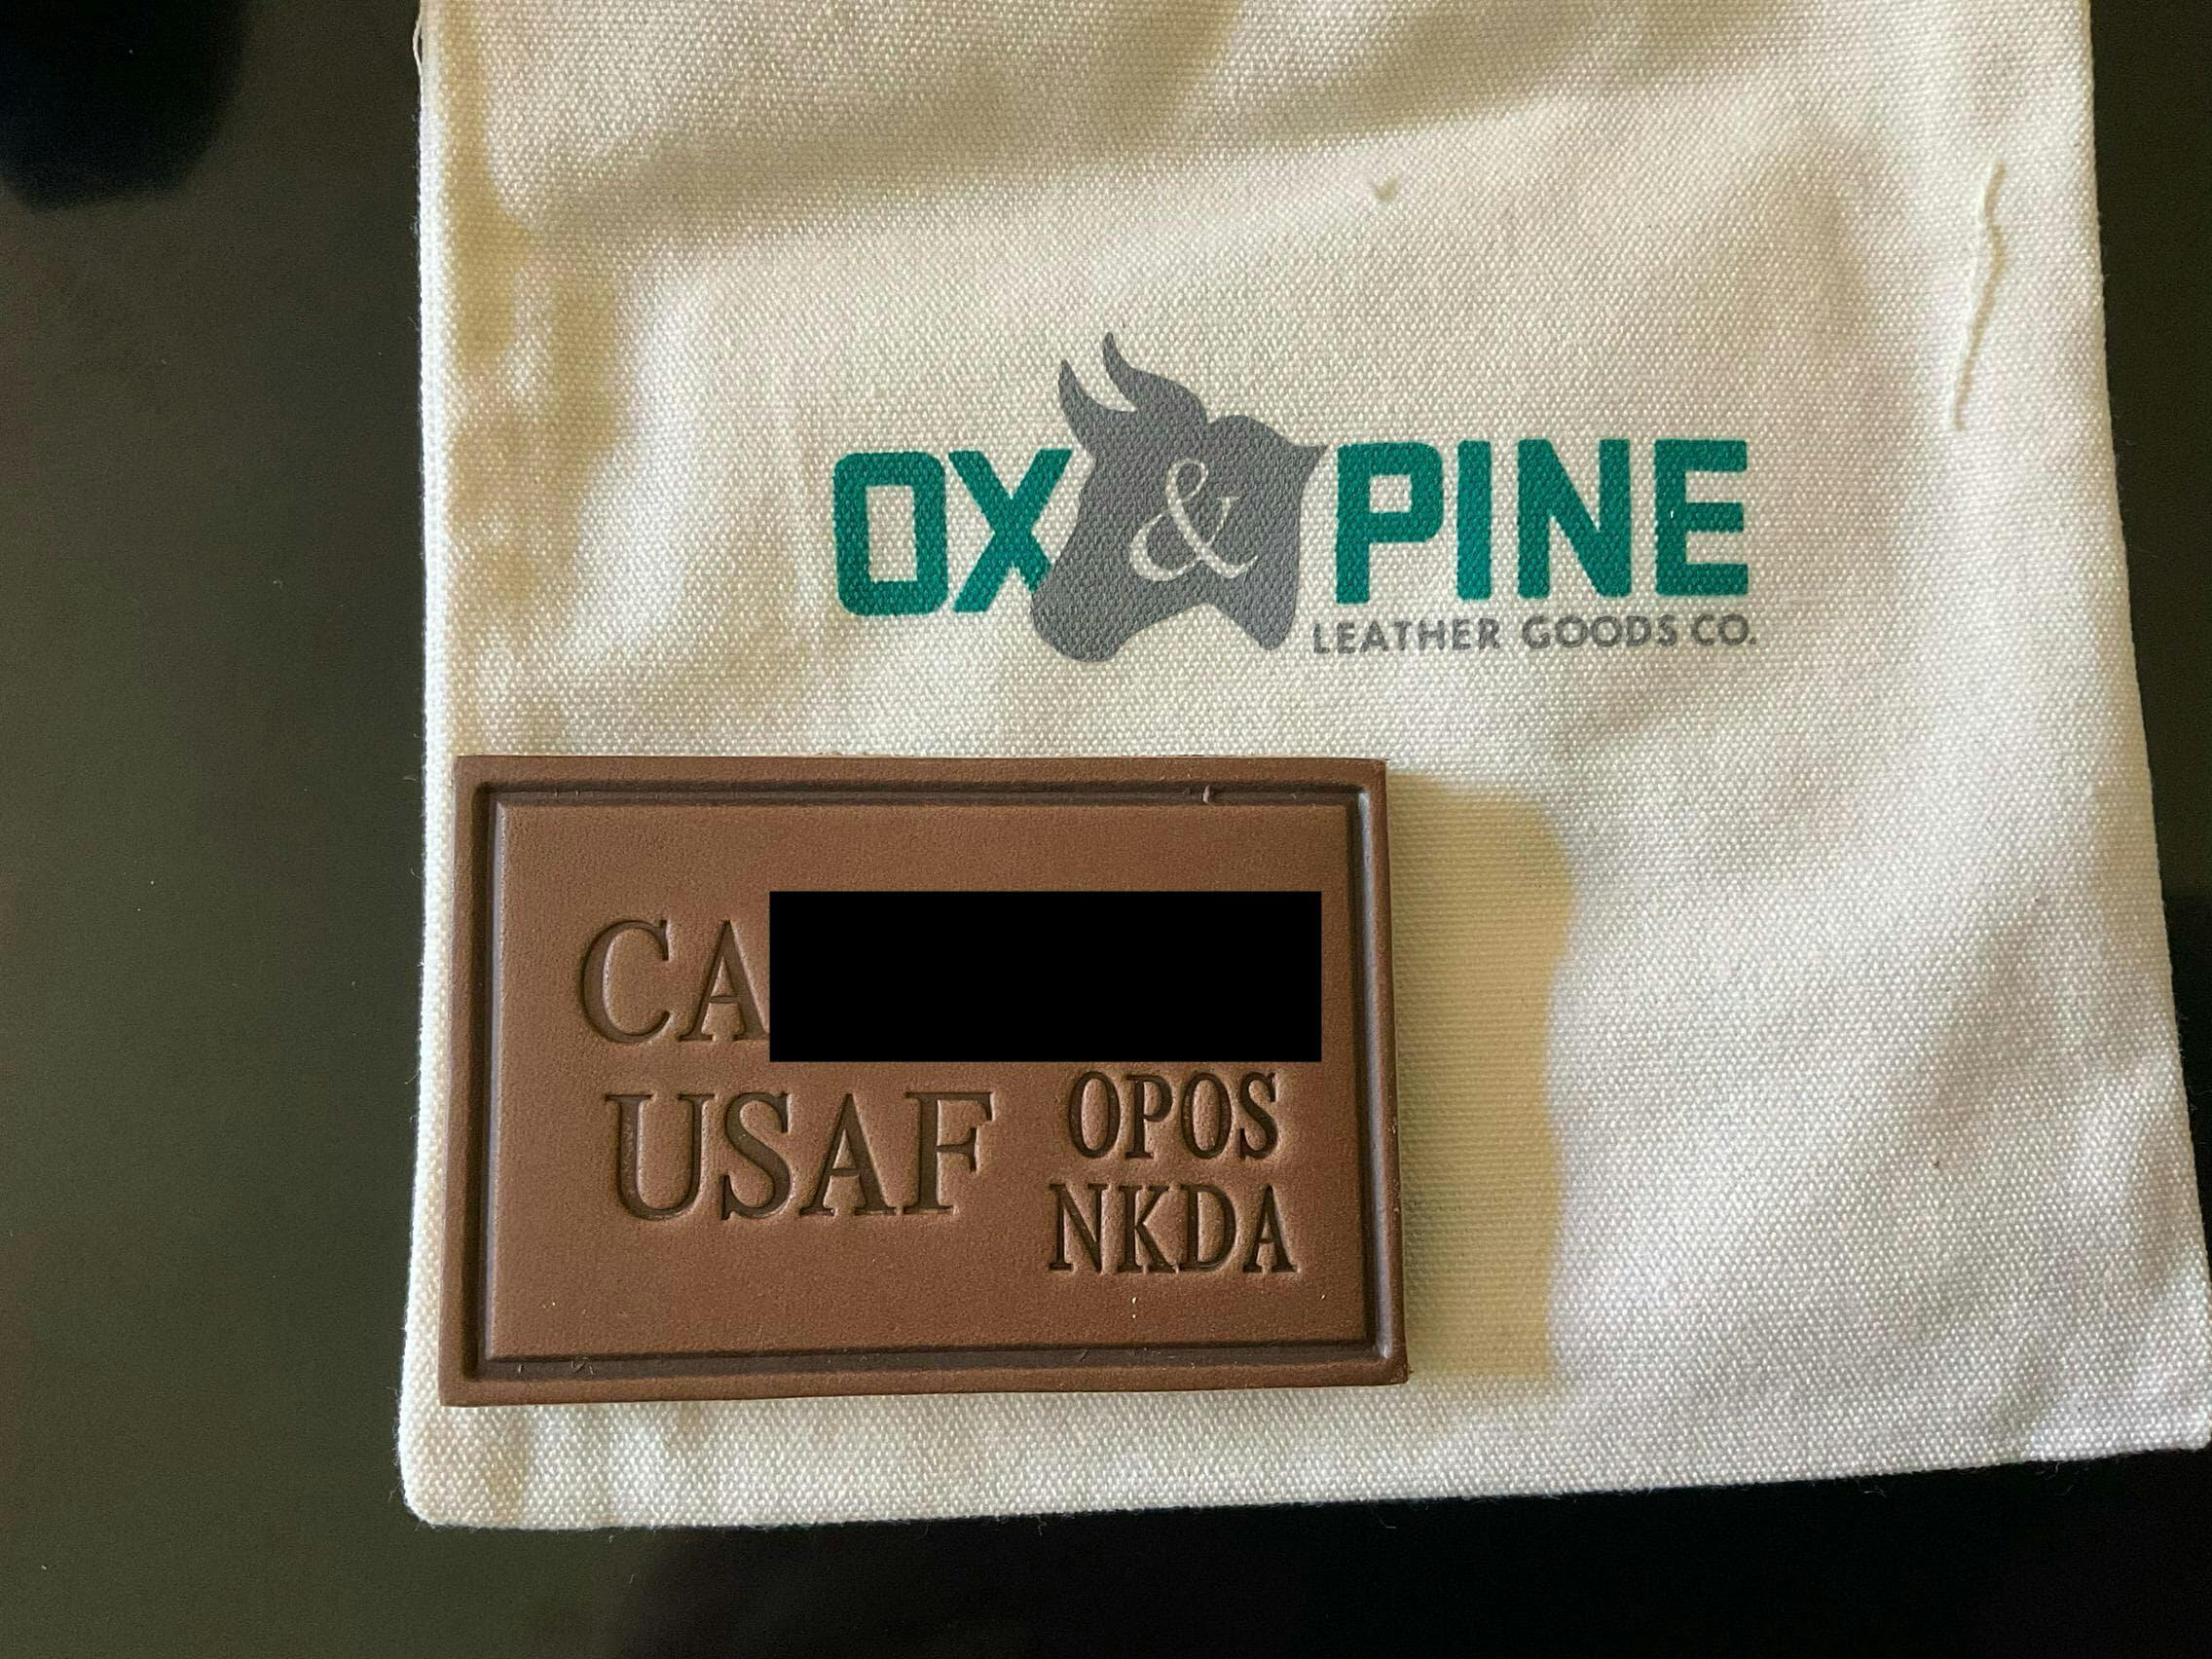 OX & PINE
LEATHER GOODS CO.
CA
USAF
OPOS
NKDA